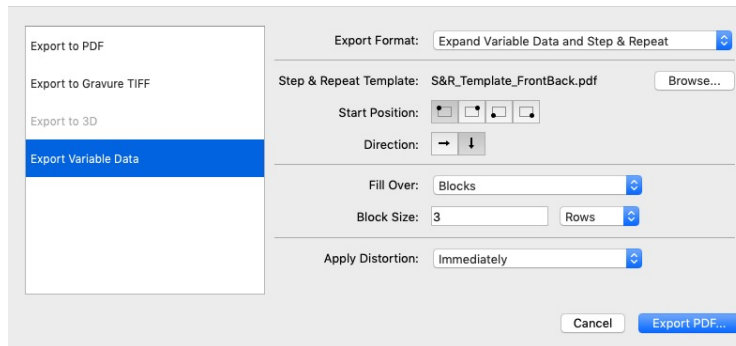 Export to PDF
Export to Gravure TIFF
Export to 3D
Export Variable Data
Export Format: Expand Variable Data and Step & Repeat
Step & Repeat Template: S&R_Template_FrontBack.pdf Browse...
Start Position:
Direction:
Fill Over: Blocks
Block Size: 3 Rows
Apply Distortion: Immediately
Cancel Export PDF...